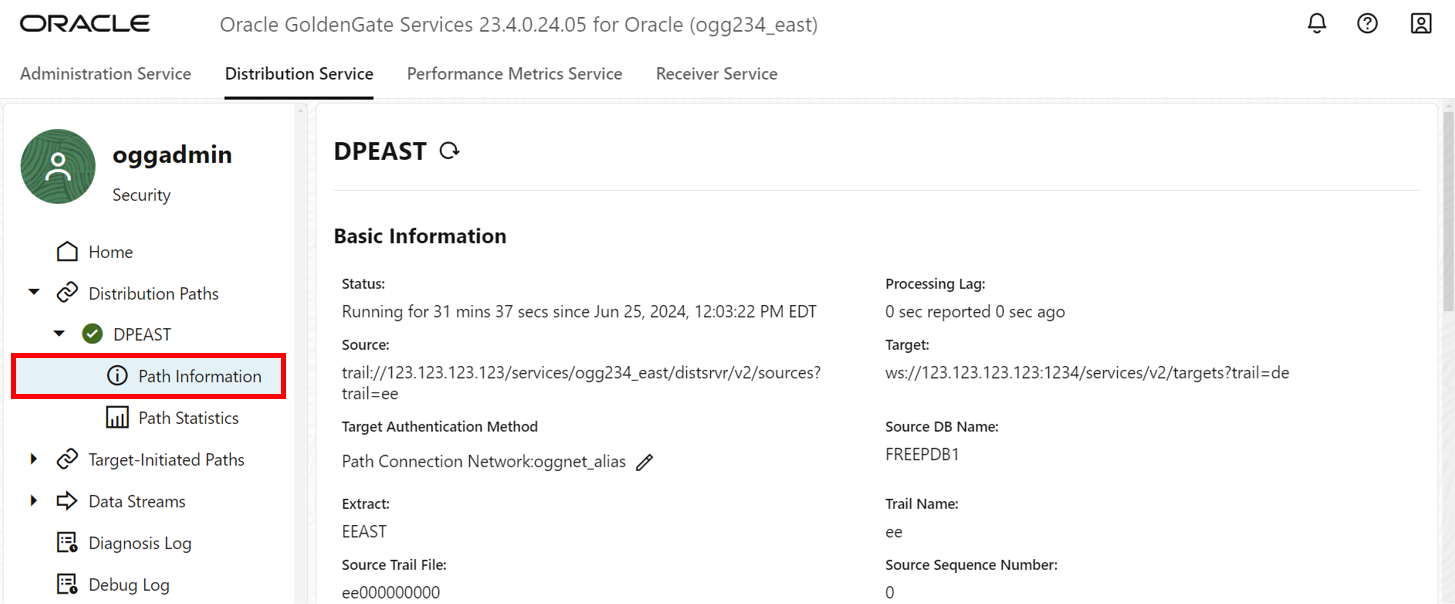 ORACLE
Oracle GoldenGate Services 23.4.0.24.05 for Oracle (ogg234_east)
Administration Service
Distribution Service
Performance Metrics Service
Receiver Service
oggadmin
Security
Home
Distribution Paths
DPEAST
Path Information
Path Statistics
Target-Initiated Paths
Data Streams
Diagnosis Log
Debug Log
DPEAST
Basic Information
Status:
Running for 31 mins 37 secs since Jun 25, 2024, 12:03:22 PM EDT
Processing Lag:
0 sec reported 0 sec ago
Source:
trail://123.123.123.123/services/ogg234_east/distsrvr/v2/sources?
trail=ee
Target:
ws://123.123.123.123:1234/services/v2/targets?trail=de
Target Authentication Method
Path Connection Network:oggnet_alias
Source DB Name:
FREEPDB1
Extract:
EEAST
Trail Name:
ee
Source Trail File:
ee000000000
Source Sequence Number:
0